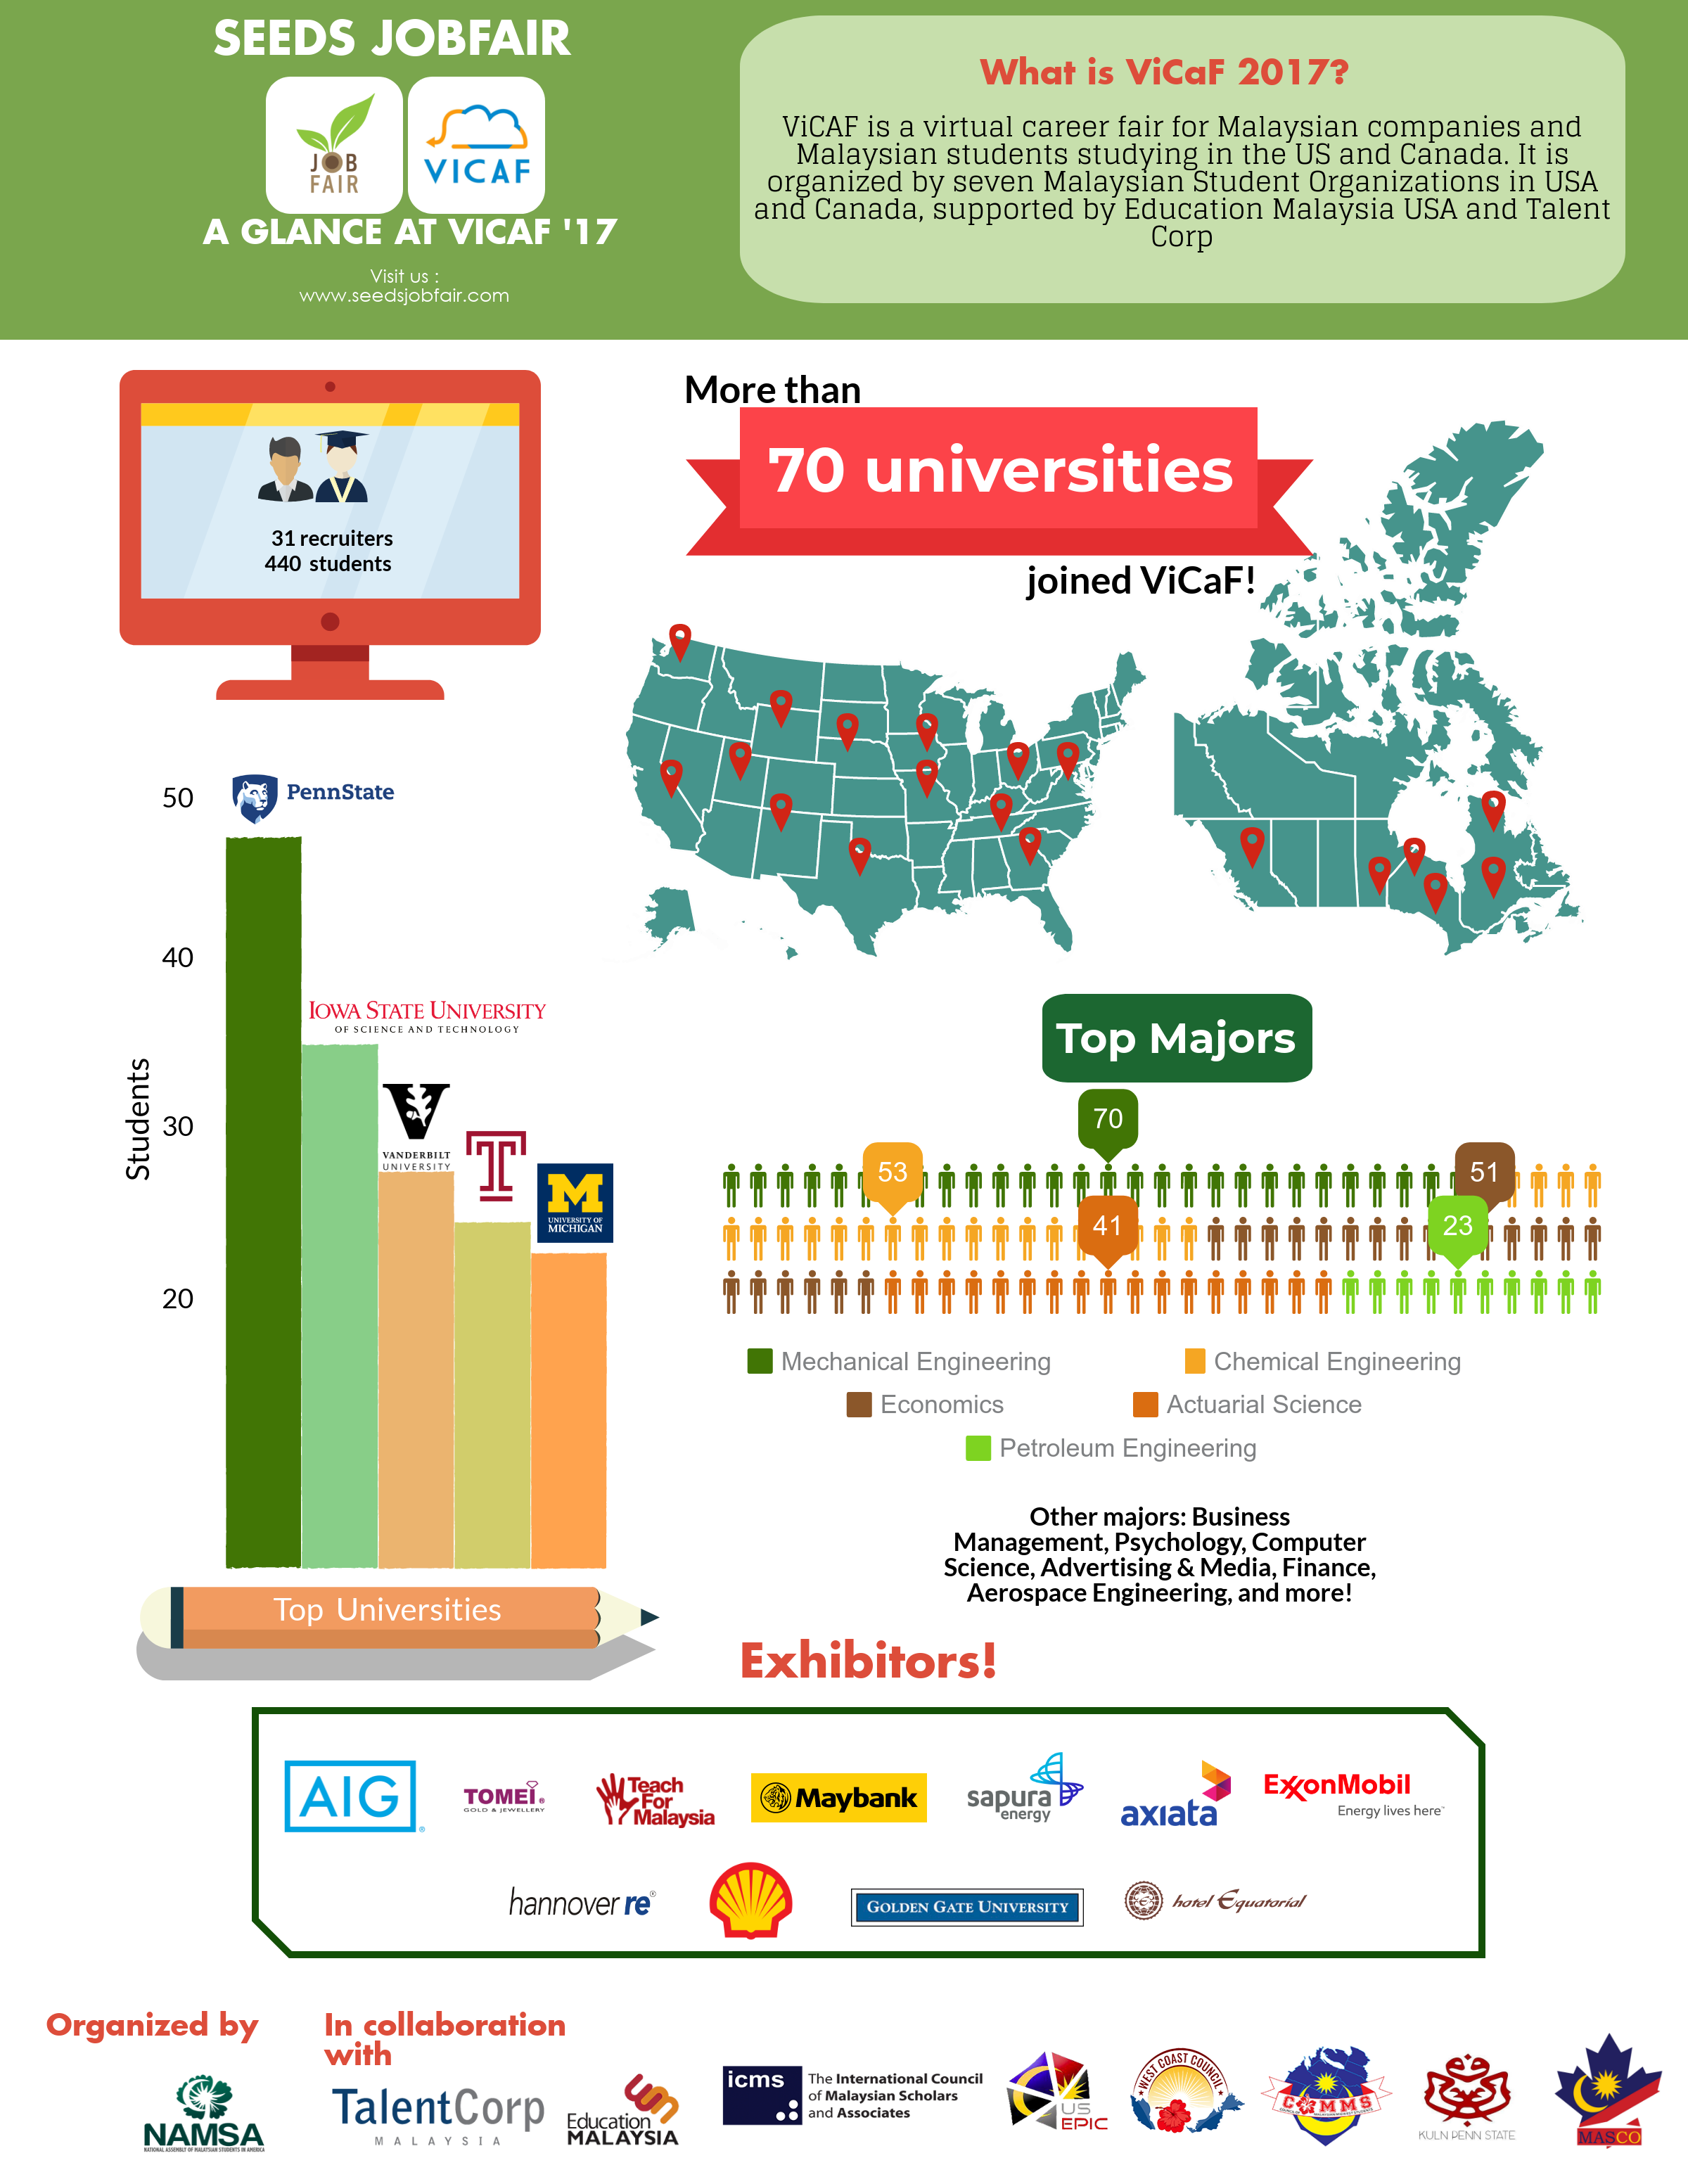 SEEDS JOBFAIR
JOB
FAIR
VICAF
A GLANCE AT VICAF '17
Visit us :
www.seedsjobfair.com
What is ViCaF 2017?
ViCAF is a virtual career fair for Malaysian companies and
Malaysian students studying in the US and Canada. It is
organized by seven Malaysian Student Organizations in USA
and Canada, supported by Education Malaysia USA and Talent
Corp
31 recruiters
440 students
More than
70 universities
joined ViCaF!
50
40
30
20
Students
PennState
IOWA STATE UNIVERSITY
OF SCIENCE AND TECHNOLOGY
V
VANDERBILT
UNIVERSITY
T
M
UNIVERSITY OF
MICHIGAN
Top Universities
Top Majors
70
53
51
41
23
Mechanical Engineering
Chemical Engineering
Economics
Actuarial Science
Petroleum Engineering
Other majors: Business
Management, Psychology, Computer
Science, Advertising & Media, Finance,
Aerospace Engineering, and more!
Exhibitors!
AIG®
TOMEI®
GOLD & JEWELLERY
Teach
For
Malaysia
Maybank
sapura
energy
axiata
ExxonMobil
Energy lives here™
hannover re®
GOLDEN GATE UNIVERSITY
hotel Equatorial
Organized by
NAMSA
NATIONAL ASSEMBLY OF MALAYSIAN STUDENTS IN AMERICA
In collaboration
with
TalentCorp
MALAYSIA
Education
MALAYSIA
icms
The International Council
of Malaysian Scholars
and Associates
US
EPIC
WEST COAST COUNCIL
COMMS
KULN PENN STATE
MASCO